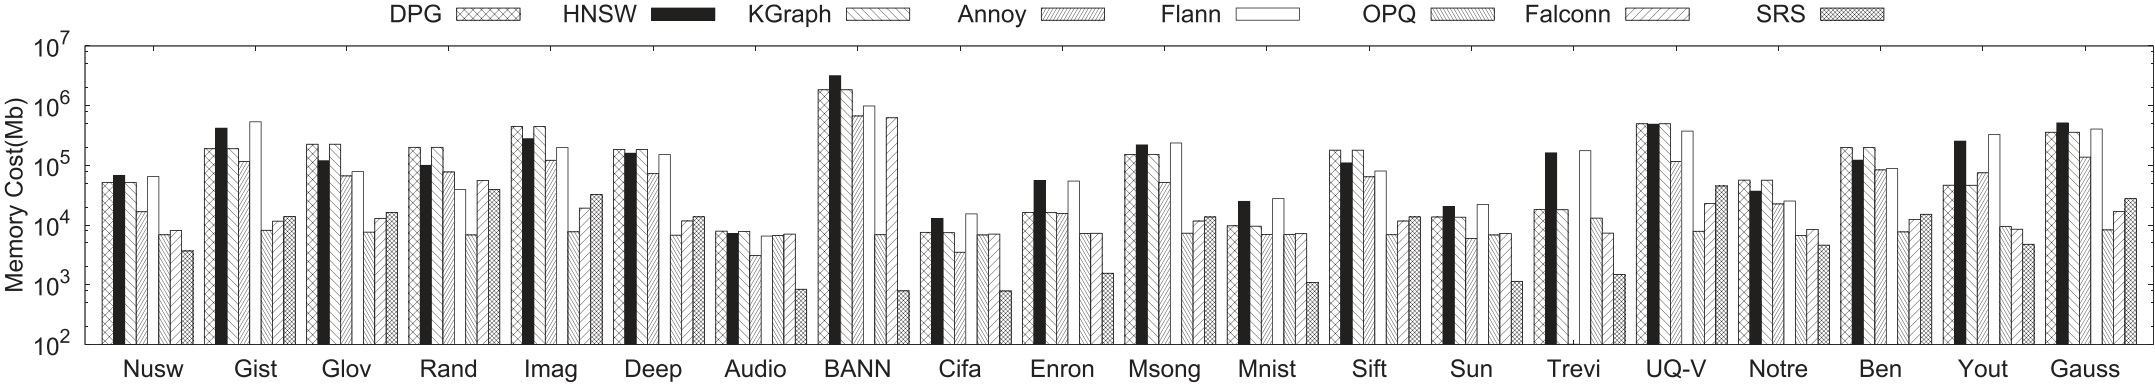 DPG HNSW KGraph Annoy Flann OPQ Falconn SRS
Memory Cost(Mb)
10^7
10^6
10^5
10^4
10^3
10^2
Nusw Gist Glov Rand Imag Deep Audio BANN Cifa Enron Msong Mnist Sift Sun Trevi UQ-V Notre Ben Yout Gauss